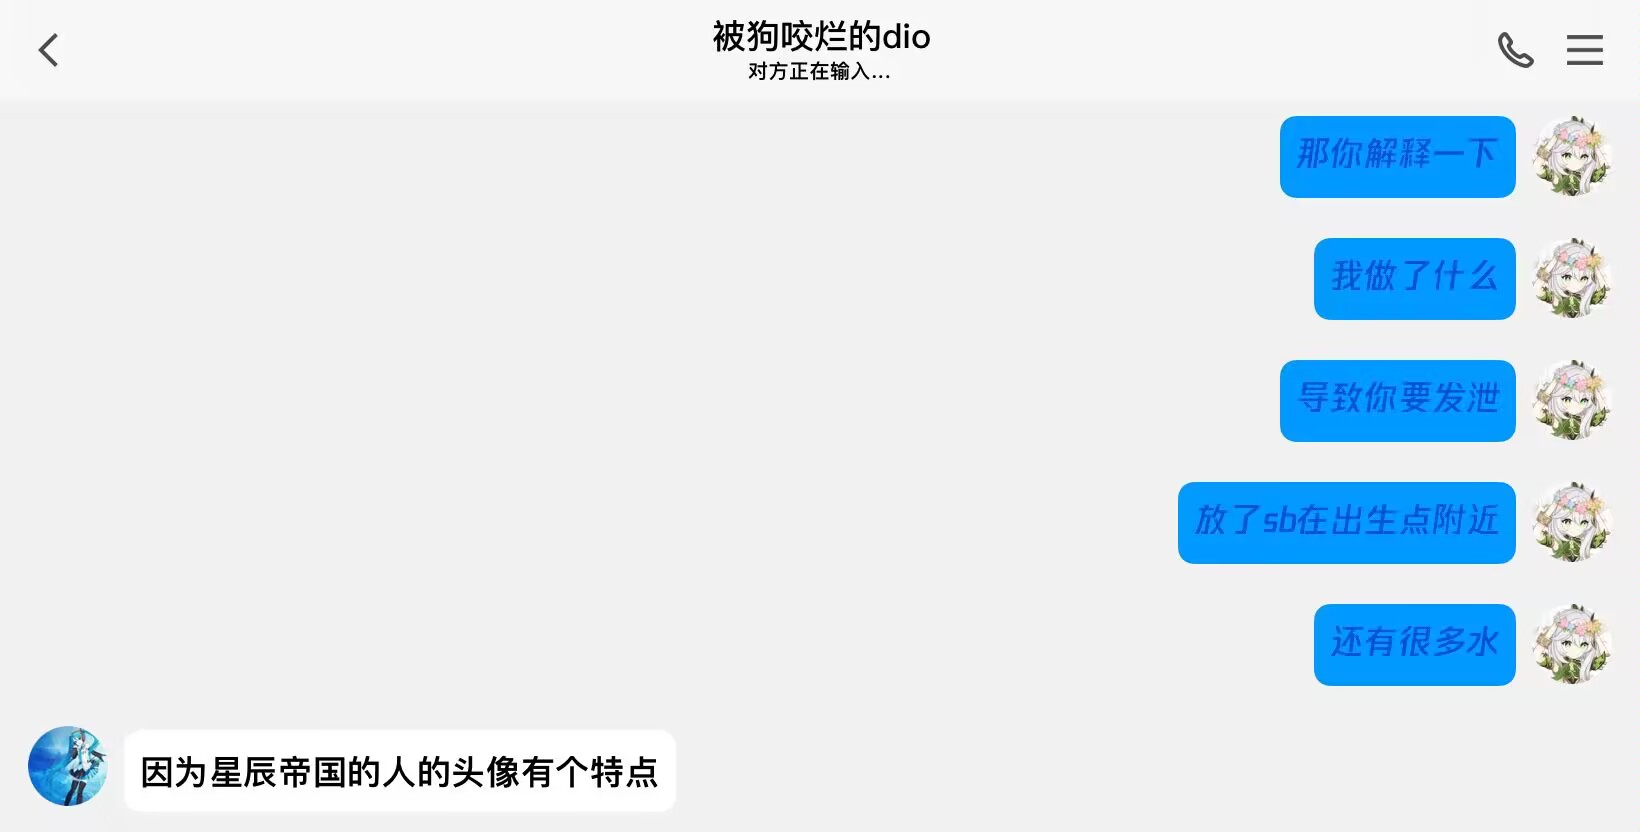 被狗咬烂的dio
对方正在输入...
那你解释一下
我做了什么
导致你要发泄
放了sb在出生点附近
还有很多水
因为星辰帝国的人的头像有个特点